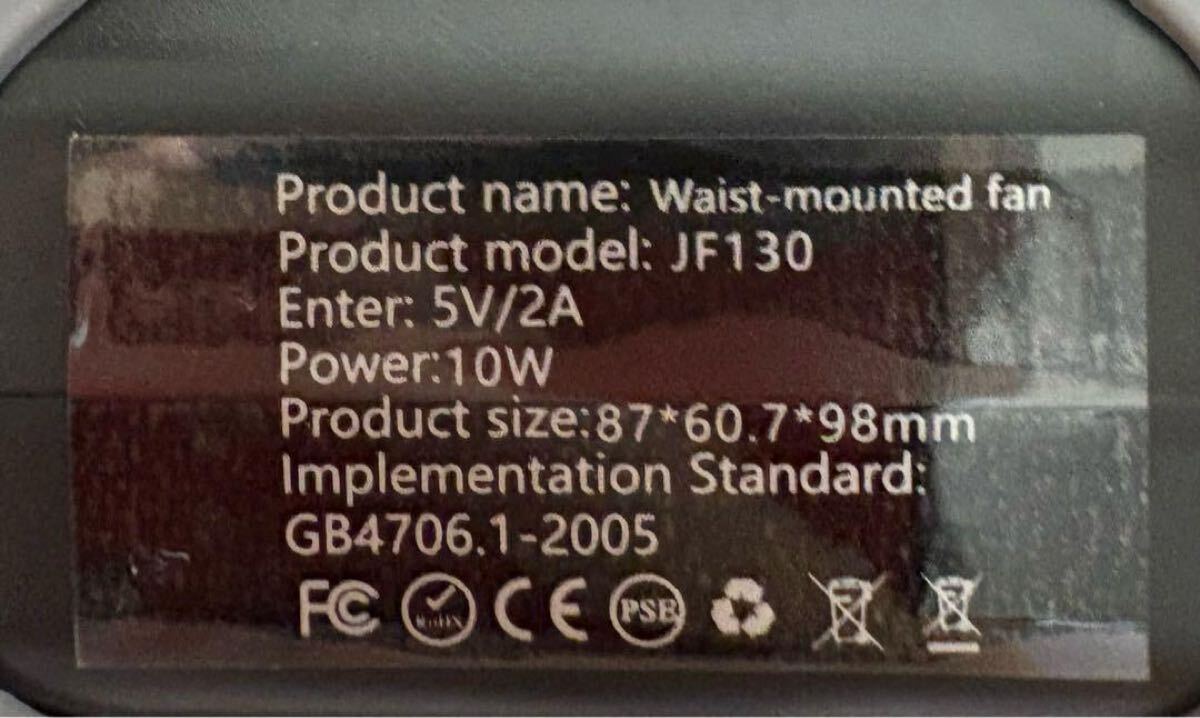 Product name: Waist-mounted fan
Product model: JF130
Enter: 5V/2A
Power:10W
Product size:87*60.7*98mm
Implementation Standard:
GB4706.1-2005
FC RoHS CE PSE